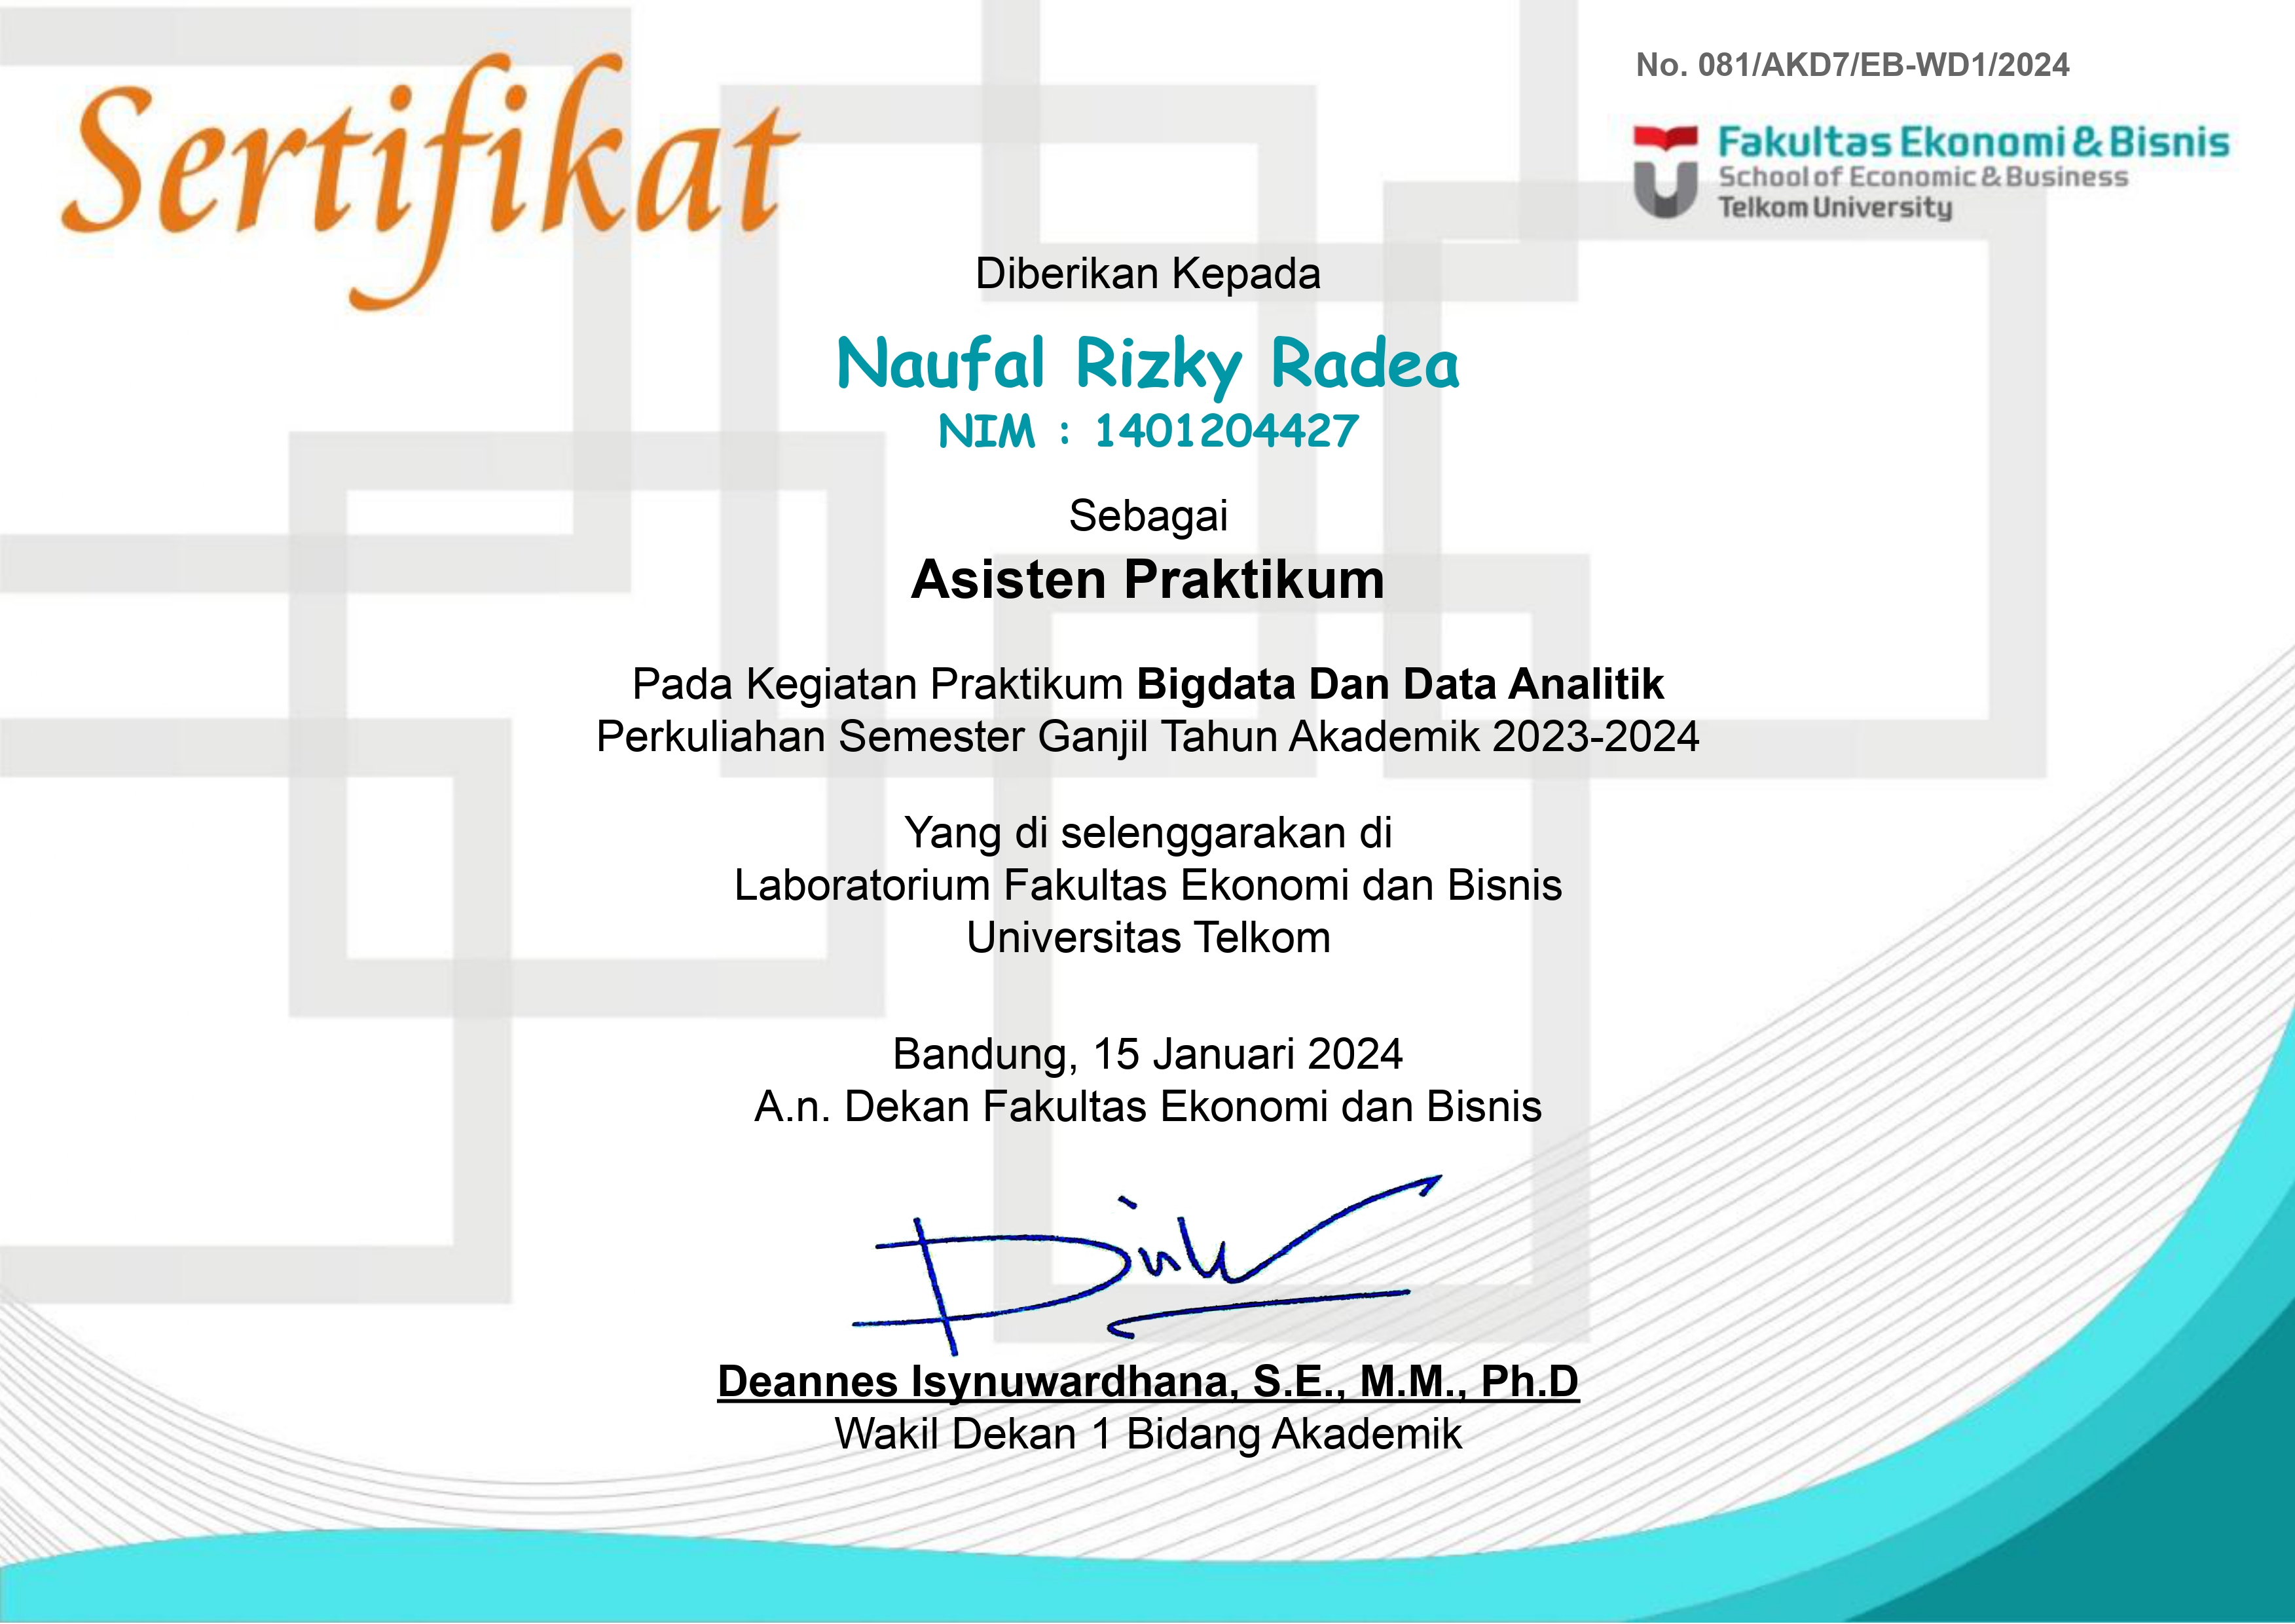 Sertifikat
No. 081/AKD7/EB-WD1/2024
Fakultas Ekonomi & Bisnis
School of Economic & Business
Telkom University
Diberikan Kepada
Naufal Rizky Radea
NIM : 1401204427
Sebagai
Asisten Praktikum
Pada Kegiatan Praktikum Bigdata Dan Data Analitik
Perkuliahan Semester Ganjil Tahun Akademik 2023-2024
Yang di selenggarakan di
Laboratorium Fakultas Ekonomi dan Bisnis
Universitas Telkom
Bandung, 15 Januari 2024
A.n. Dekan Fakultas Ekonomi dan Bisnis
Deannes Isynuwardhana, S.E., M.M., Ph.D
Wakil Dekan 1 Bidang Akademik